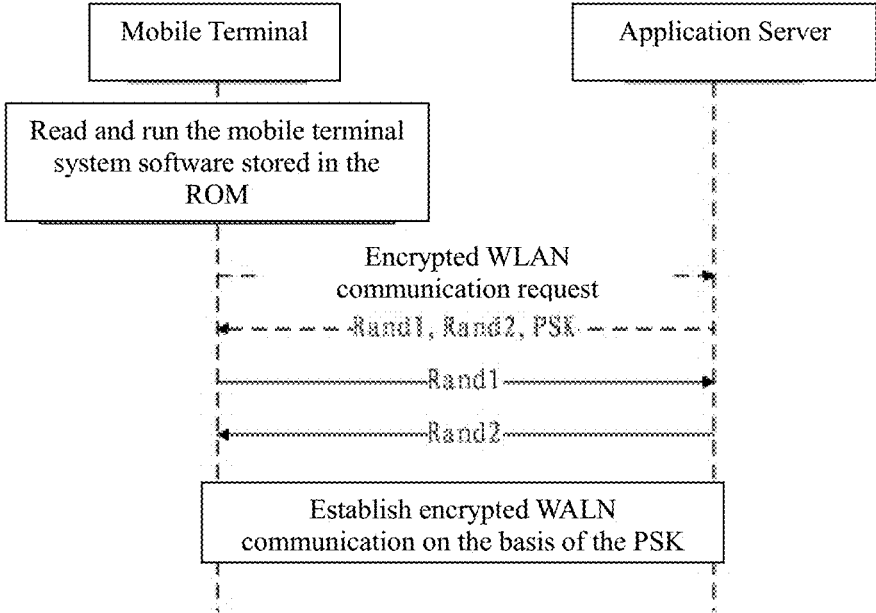 Mobile Terminal
Application Server
Read and run the mobile terminal
system software stored in the
ROM
Encrypted WLAN
communication request
Rand1, Rand2, PSK
Rand1
Rand2
Establish encrypted WALN
communication on the basis of the PSK